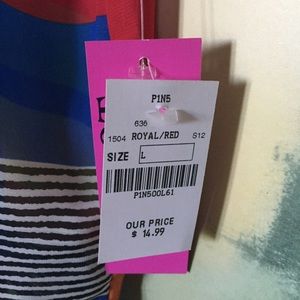 P1N5
636
1504 ROYAL/RED S12
SIZE L
P1N500L61
OUR PRICE
$ 14.99